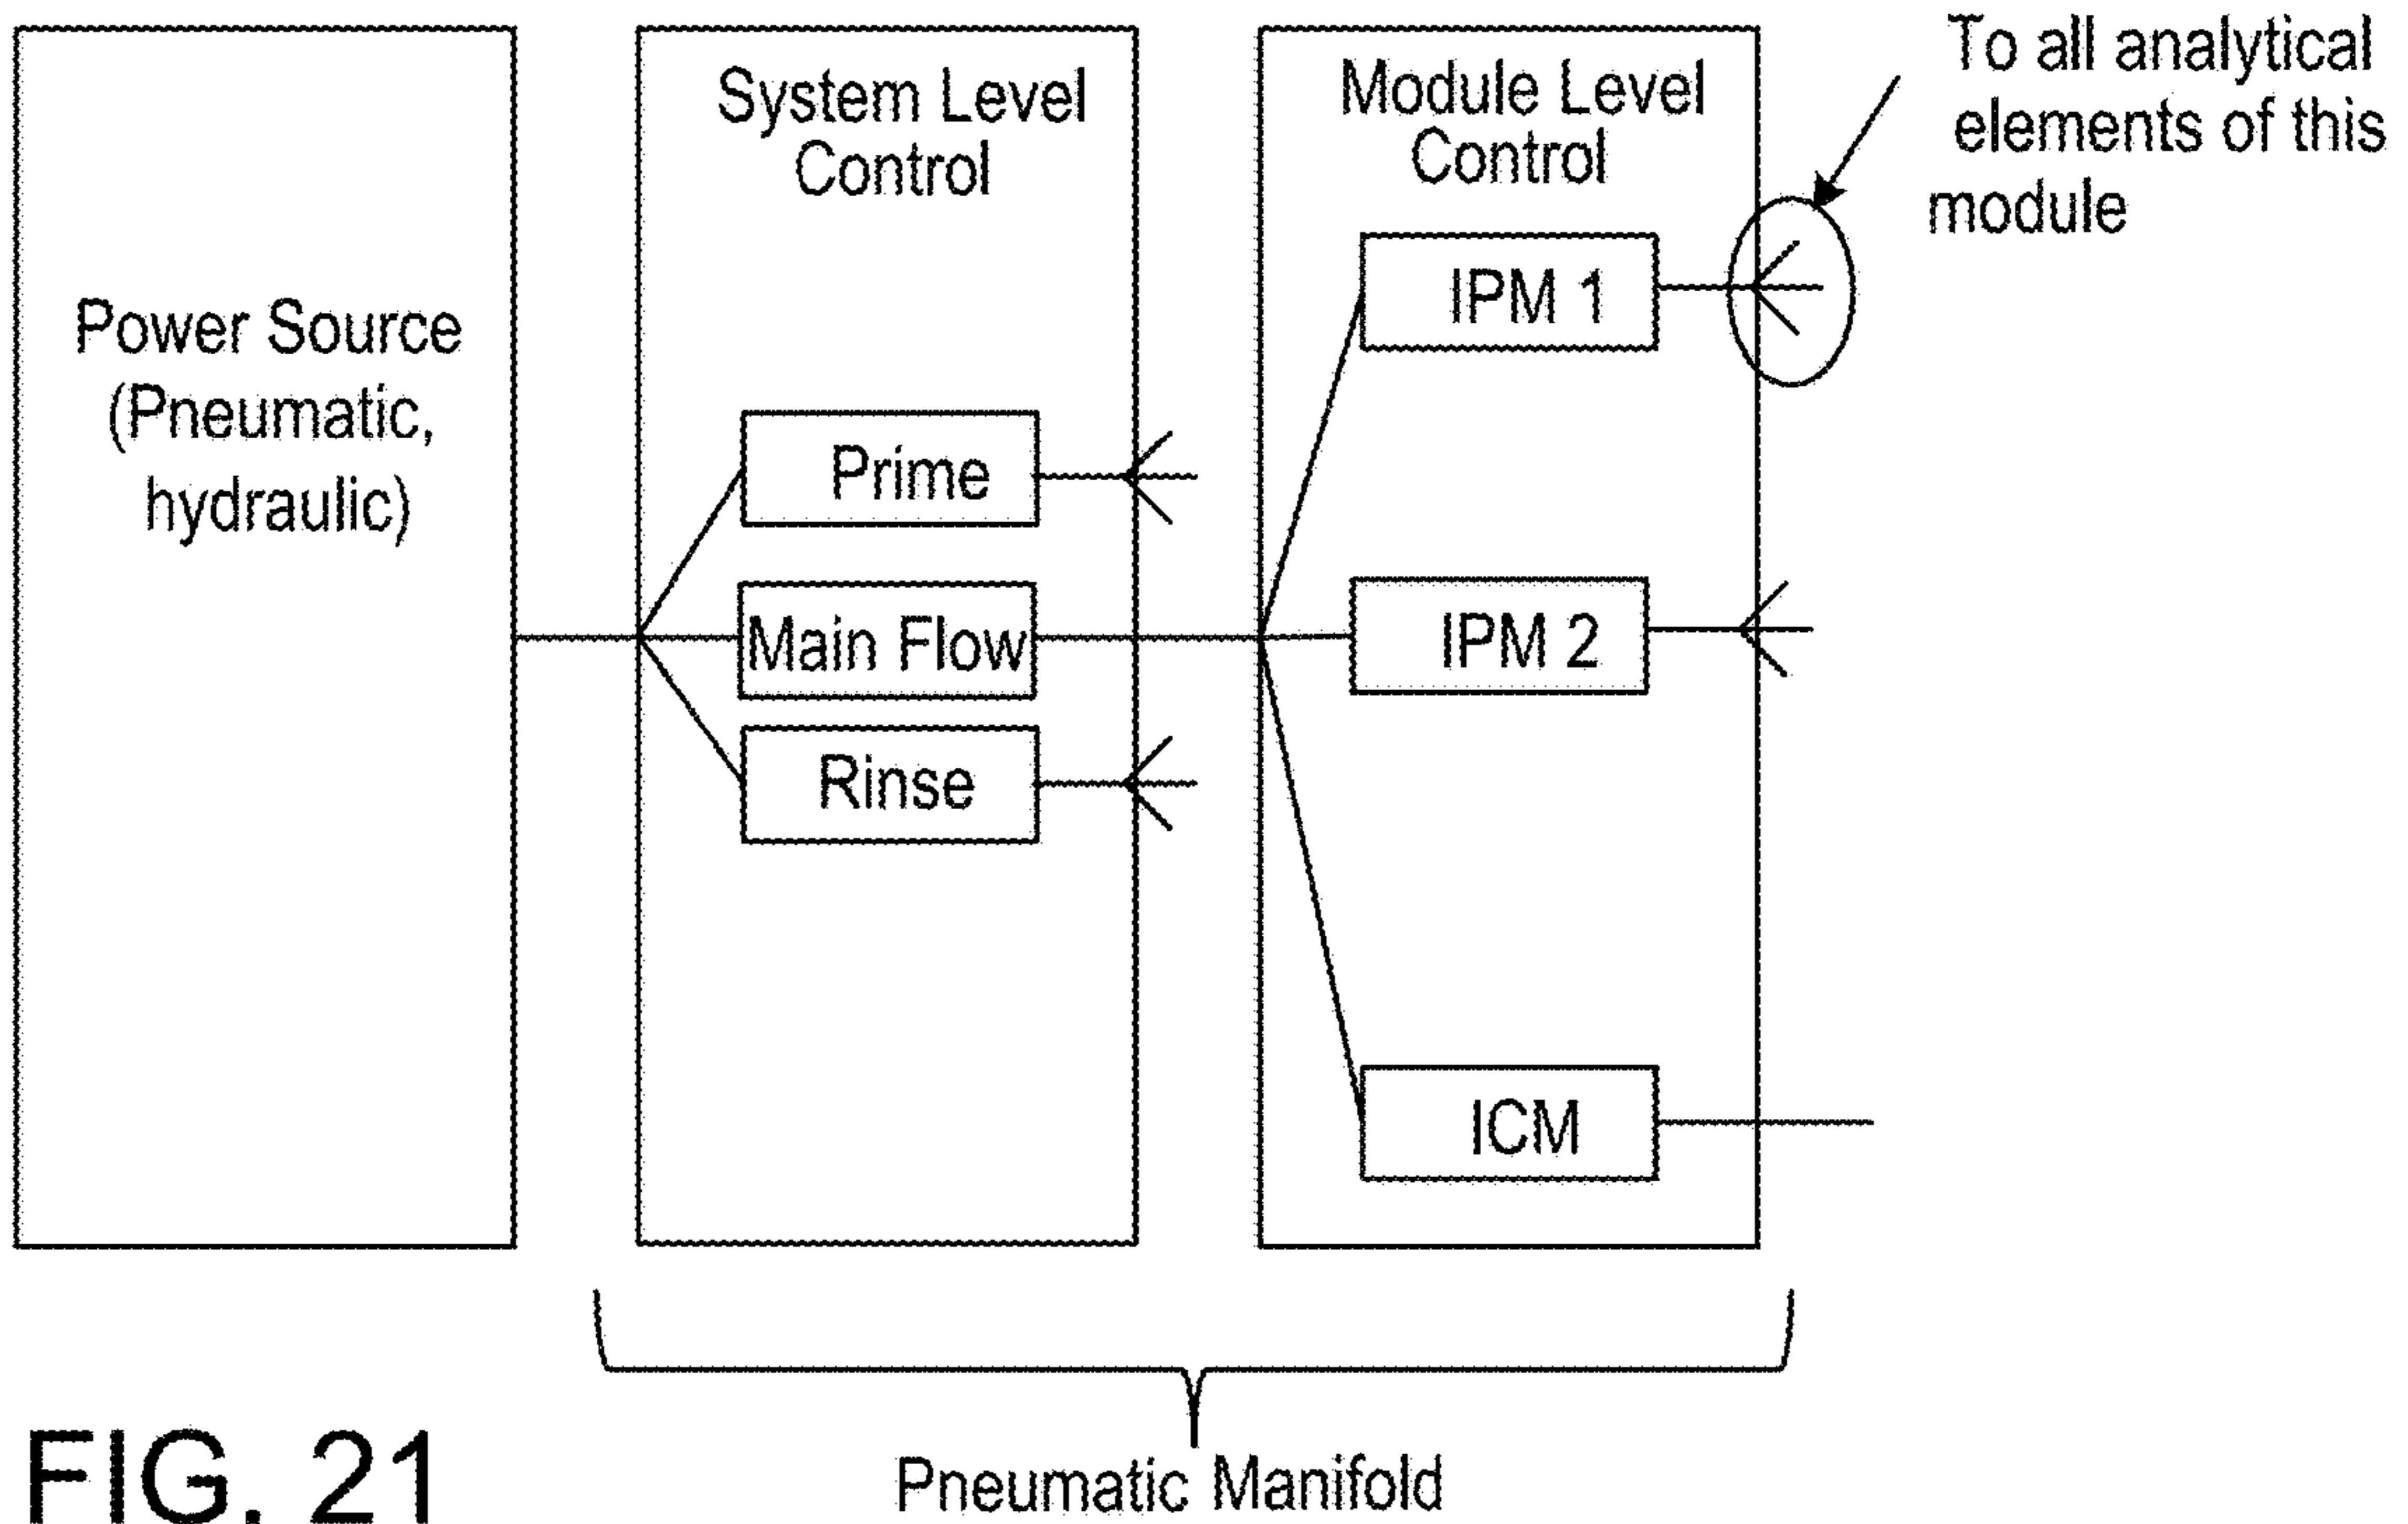 Power Source
(Pneumatic,
hydraulic)
System Level
Control
Prime
Main Flow
Rinse
Module Level
Control
IPM 1
IPM 2
ICM
To all analytical
elements of this
module
Pneumatic Manifold
FIG. 21